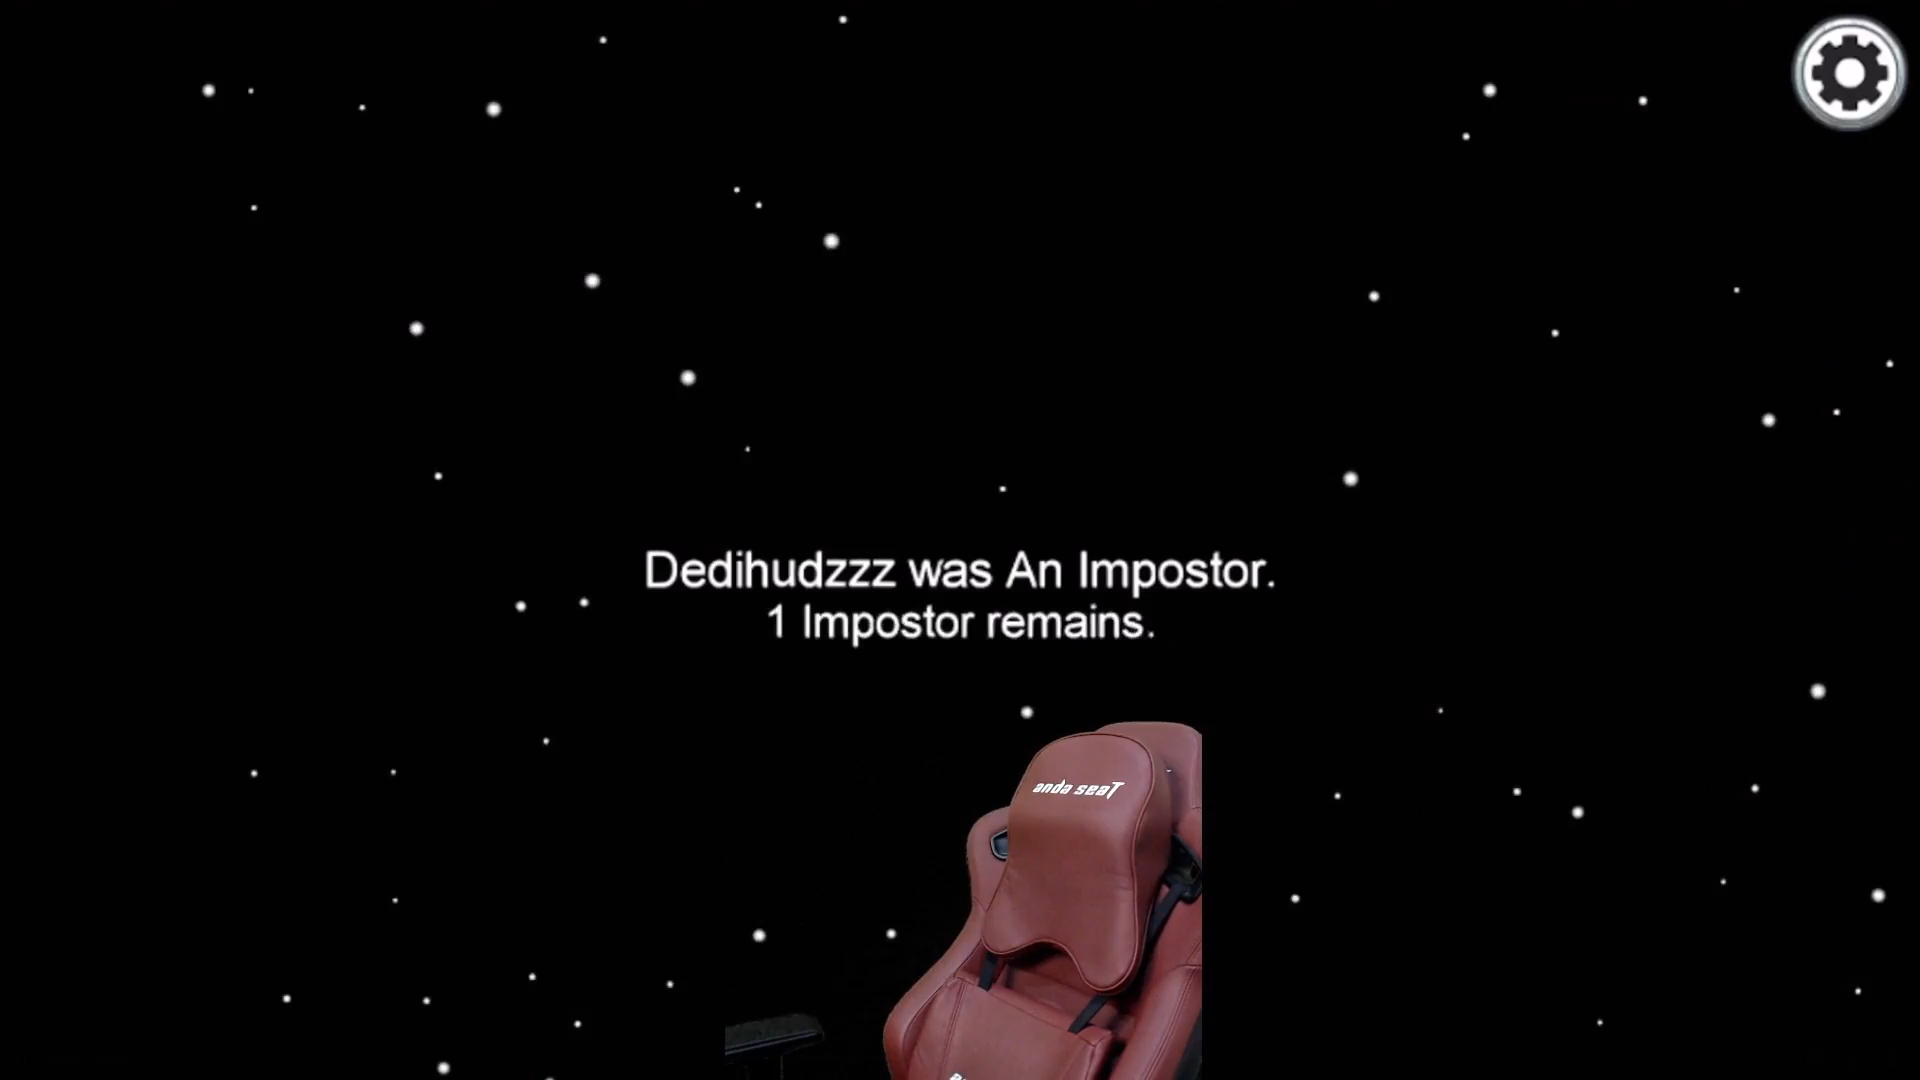 Dedihudzzz was An Impostor.
1 Impostor remains.
anda seaT